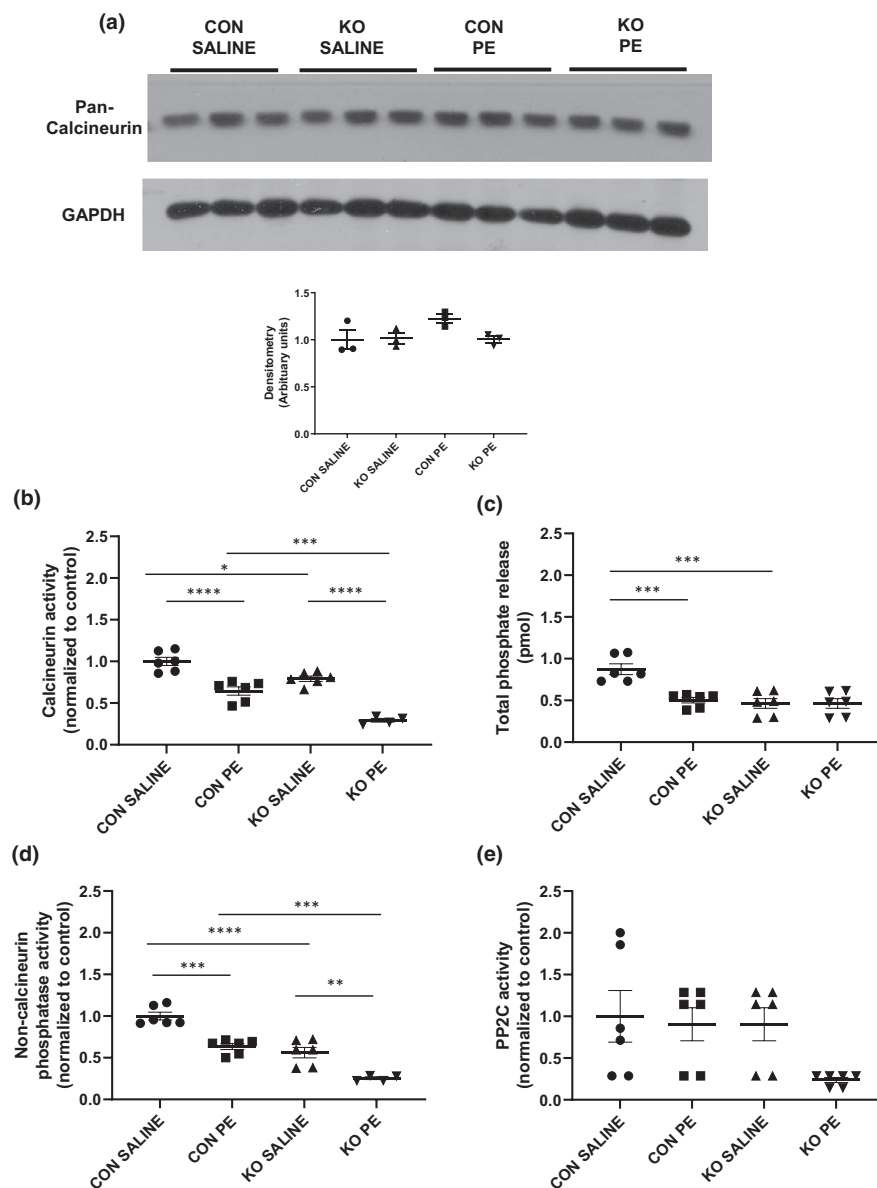 (a)
CON
SALINE
KO
SALINE
CON
PE
KO
PE
Pan-
Calcineurin
GAPDH
Densitometry
(Arbituary units)
1.5
1.0
0.5
0.0
CON SALINE
KO SALINE
CON PE
KO PE
(b)
Calcineurin activity
(normalized to control)
2.5
2.0
1.5
1.0
0.5
0.0
***
*
****
****
CON SALINE
CON PE
KO SALINE
KO PE
(c)
Total phosphate release
(pmol)
2.5
2.0
1.5
1.0
0.5
0.0
***
***
CON SALINE
CON PE
KO SALINE
KO PE
(d)
Non-calcineurin
phosphatase activity
(normalized to control)
2.5
2.0
1.5
1.0
0.5
0.0
***
****
***
**
CON SALINE
CON PE
KO SALINE
KO PE
(e)
PP2C activity
(normalized to control)
2.5
2.0
1.5
1.0
0.5
0.0
CON SALINE
CON PE
KO SALINE
KO PE